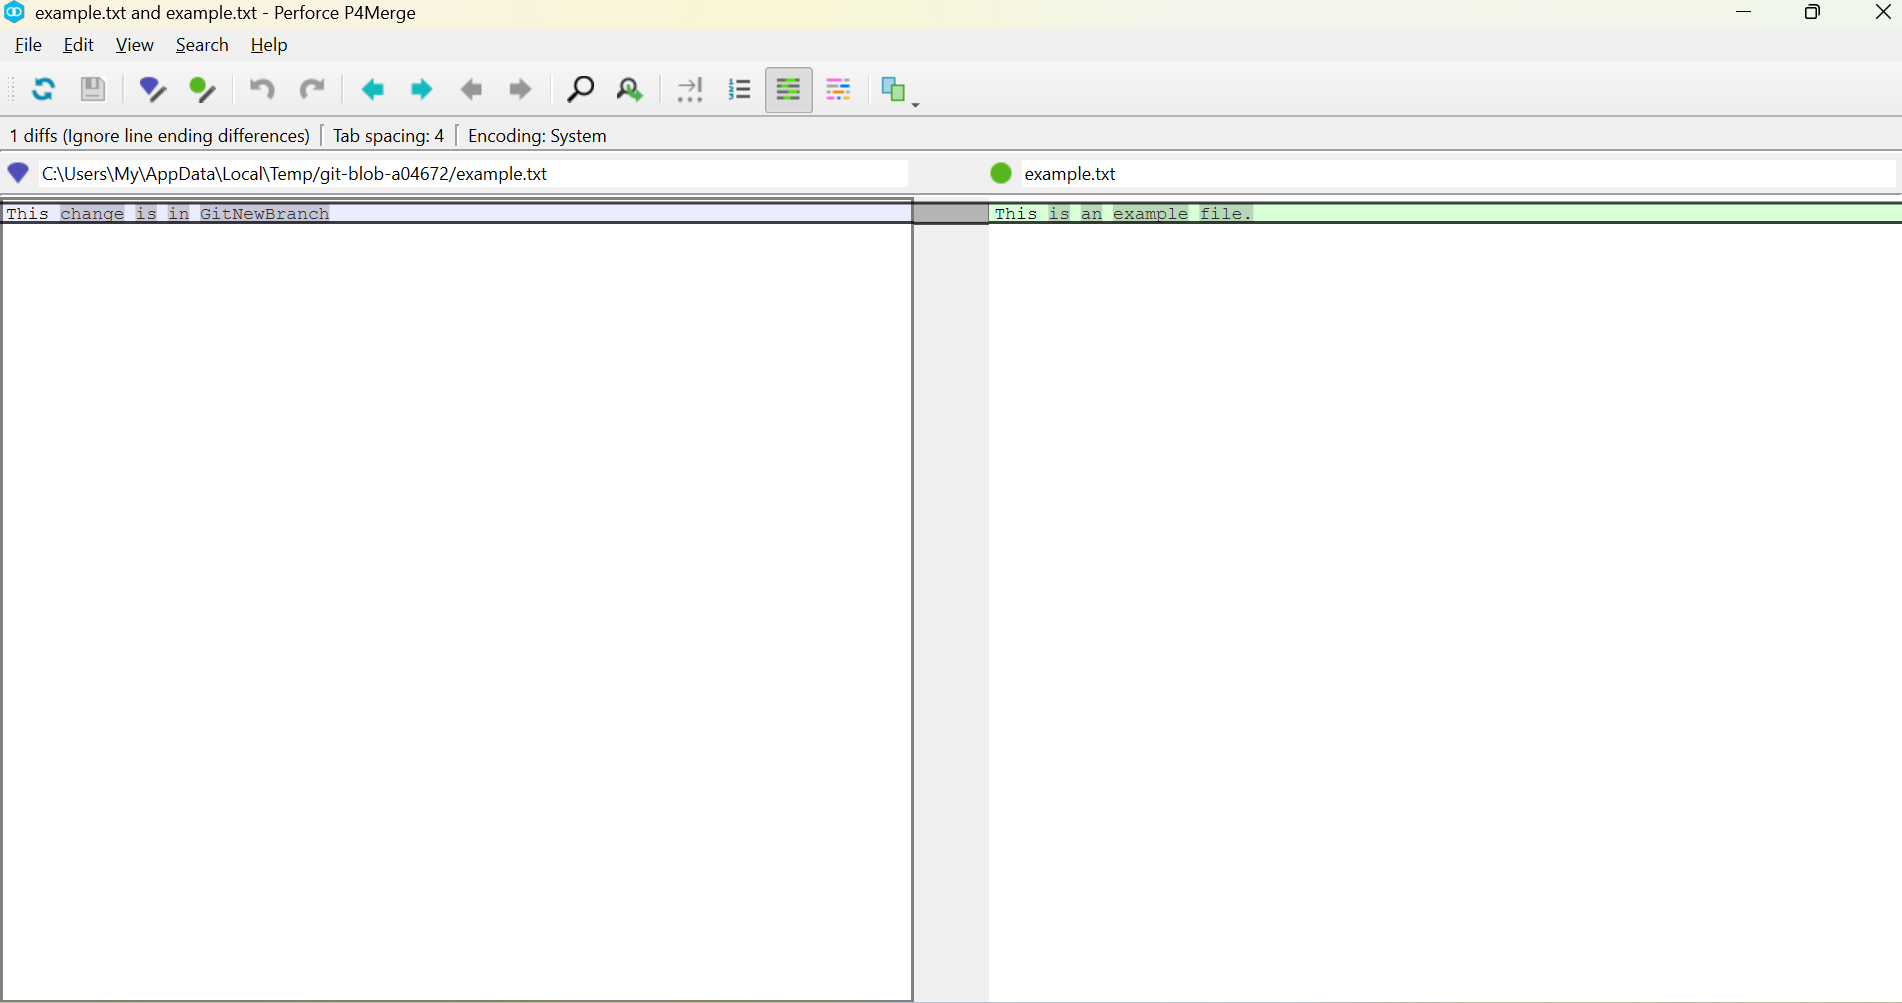 example.txt and example.txt - Perforce P4Merge
File Edit View Search Help
1 diffs (Ignore line ending differences) Tab spacing: 4 Encoding: System
C:\Users\My\AppData\Local\Temp/git-blob-a04672/example.txt example.txt
This change is in GitNewBranch This is an example file.